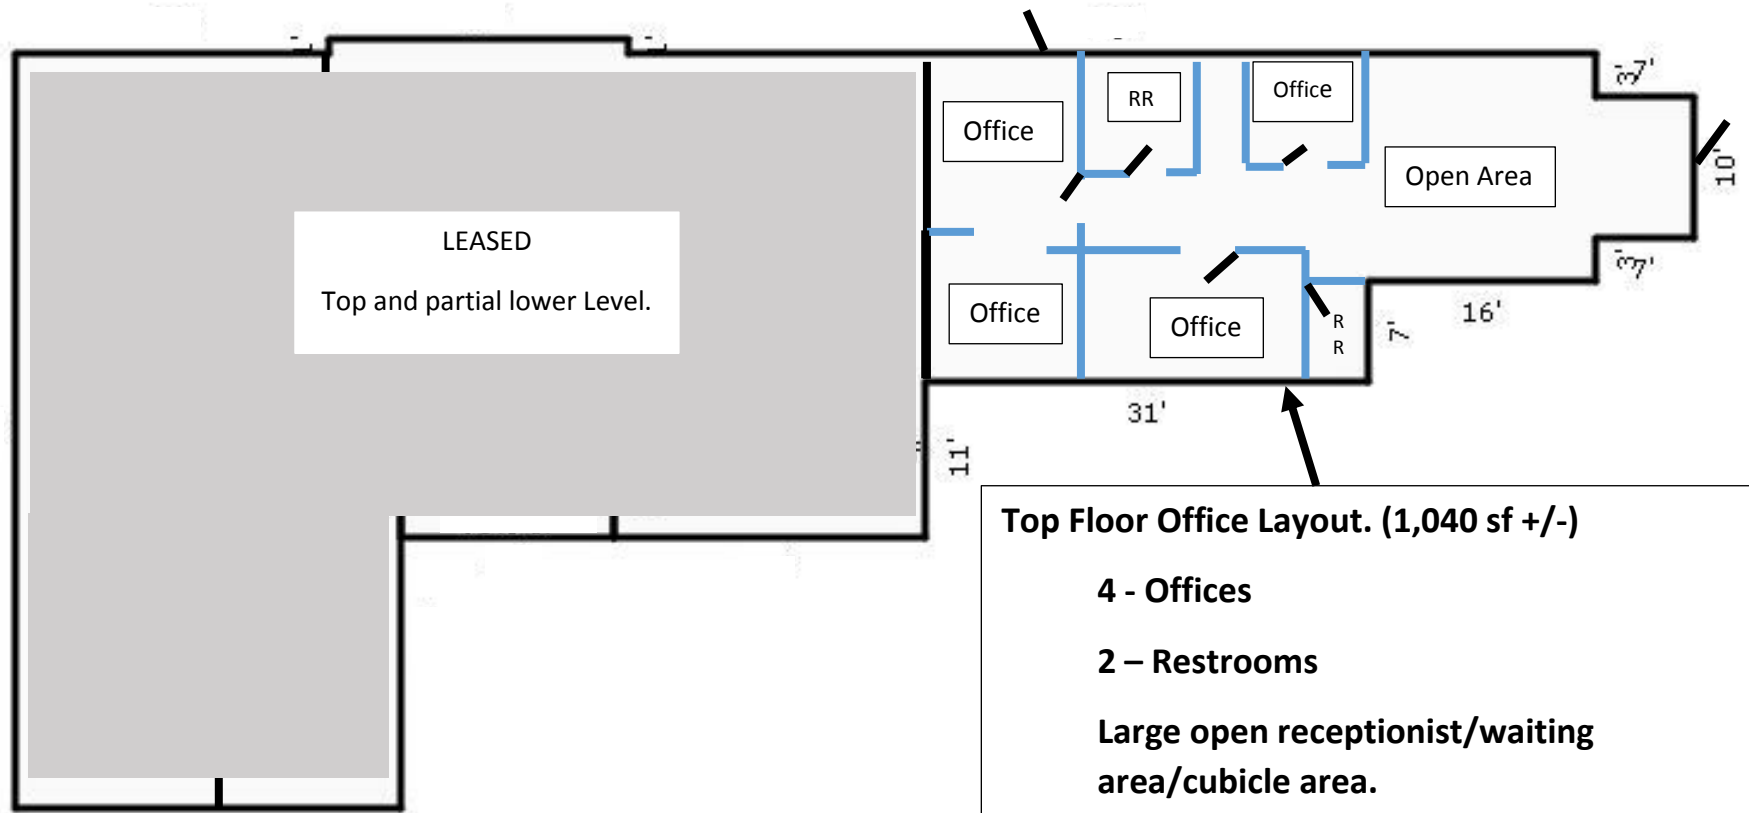 3'
7'
Office
RR
Office
Open Area
10'
LEASED
Top and partial lower Level.
3'
7'
Office
Office
R
R
7'
16'
31'
11'
Top Floor Office Layout. (1,040 sf +/-)
4 - Offices
2 – Restrooms
Large open receptionist/waiting
area/cubicle area.